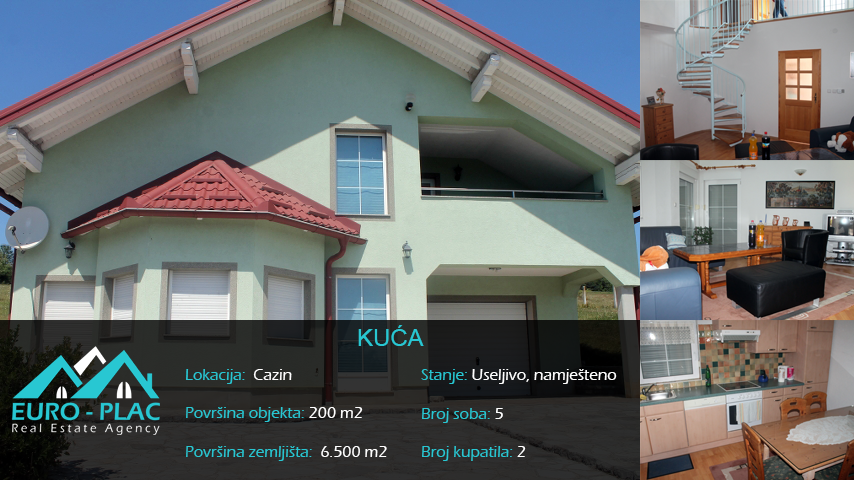 KUĆA
Lokacija: Cazin
Površina objekta: 200 m2
Površina zemljišta: 6.500 m2
Stanje: Useljivo, namješteno
Broj soba: 5
Broj kupatila: 2
EURO - PLAC
Real Estate Agency